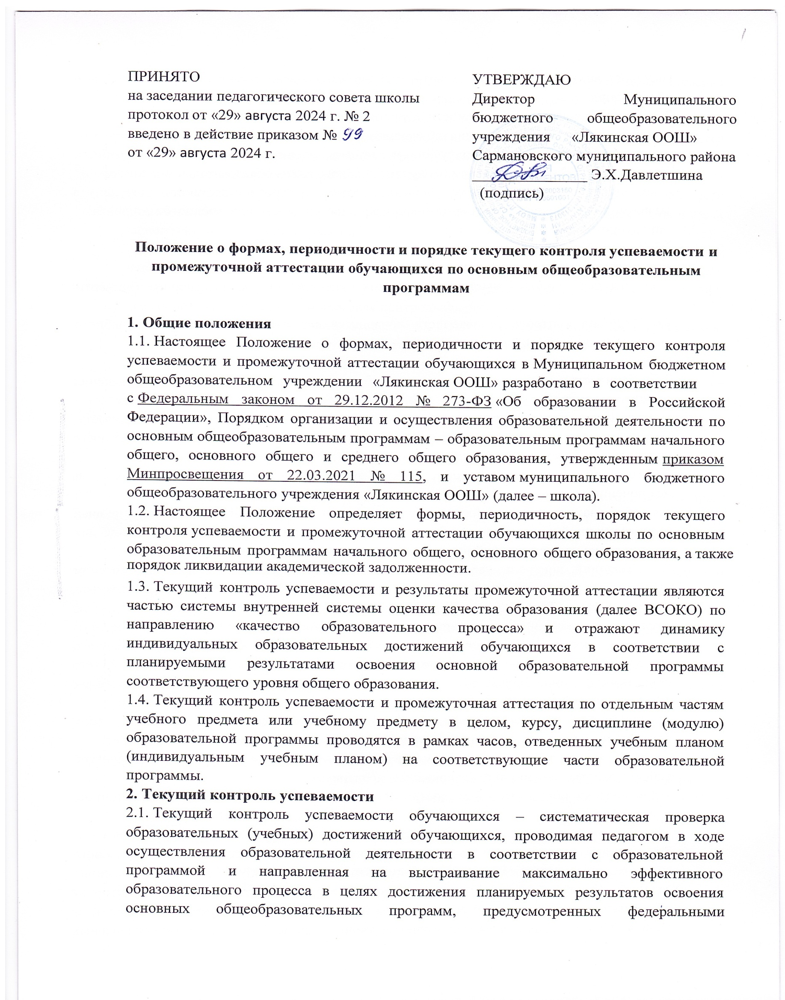 ПРИНЯТО
на заседании педагогического совета школы
протокол от «29» августа 2024 г. № 2
введено в действие приказом № 99
от «29» августа 2024 г.
УТВЕРЖДАЮ
Директор Муниципального
бюджетного общеобразовательного
учреждения «Лякинская ООШ»
Сармановского муниципального района
Э.Х.Давлетшина
(подпись)
Положение о формах, периодичности и порядке текущего контроля успеваемости и
промежуточной аттестации обучающихся по основным общеобразовательным
программам
1. Общие положения
1.1. Настоящее Положение о формах, периодичности и порядке текущего контроля
успеваемости и промежуточной аттестации обучающихся в Муниципальном бюджетном
общеобразовательном учреждении «Лякинская ООШ» разработано в соответствии
с Федеральным законом от 29.12.2012 № 273-ФЗ «Об образовании в Российской
Федерации», Порядком организации и осуществления образовательной деятельности по
основным общеобразовательным программам – образовательным программам начального
общего, основного общего и среднего общего образования, утвержденным приказом
Минпросвещения от 22.03.2021 № 115, и уставом муниципального бюджетного
общеобразовательного учреждения «Лякинская ООШ» (далее – школа).
1.2. Настоящее Положение определяет формы, периодичность, порядок текущего
контроля успеваемости и промежуточной аттестации обучающихся школы по основным
образовательным программам начального общего, основного общего образования, а также
порядок ликвидации академической задолженности.
1.3. Текущий контроль успеваемости и результаты промежуточной аттестации являются
частью системы внутренней системы оценки качества образования (далее ВСОКО) по
направлению «качество образовательного процесса» и отражают динамику
индивидуальных образовательных достижений обучающихся в соответствии с
планируемыми результатами освоения основной образовательной программы
соответствующего уровня общего образования.
1.4. Текущий контроль успеваемости и промежуточная аттестация по отдельным частям
учебного предмета или учебному предмету в целом, курсу, дисциплине (модулю)
образовательной программы проводятся в рамках часов, отведенных учебным планом
(индивидуальным учебным планом) на соответствующие части образовательной
программы.
2. Текущий контроль успеваемости
2.1. Текущий контроль успеваемости обучающихся – систематическая проверка
образовательных (учебных) достижений обучающихся, проводимая педагогом в ходе
осуществления образовательной деятельности в соответствии с образовательной
программой и направленная на выстраивание максимально эффективного
образовательного процесса в целях достижения планируемых результатов освоения
основных общеобразовательных программ, предусмотренных федеральными